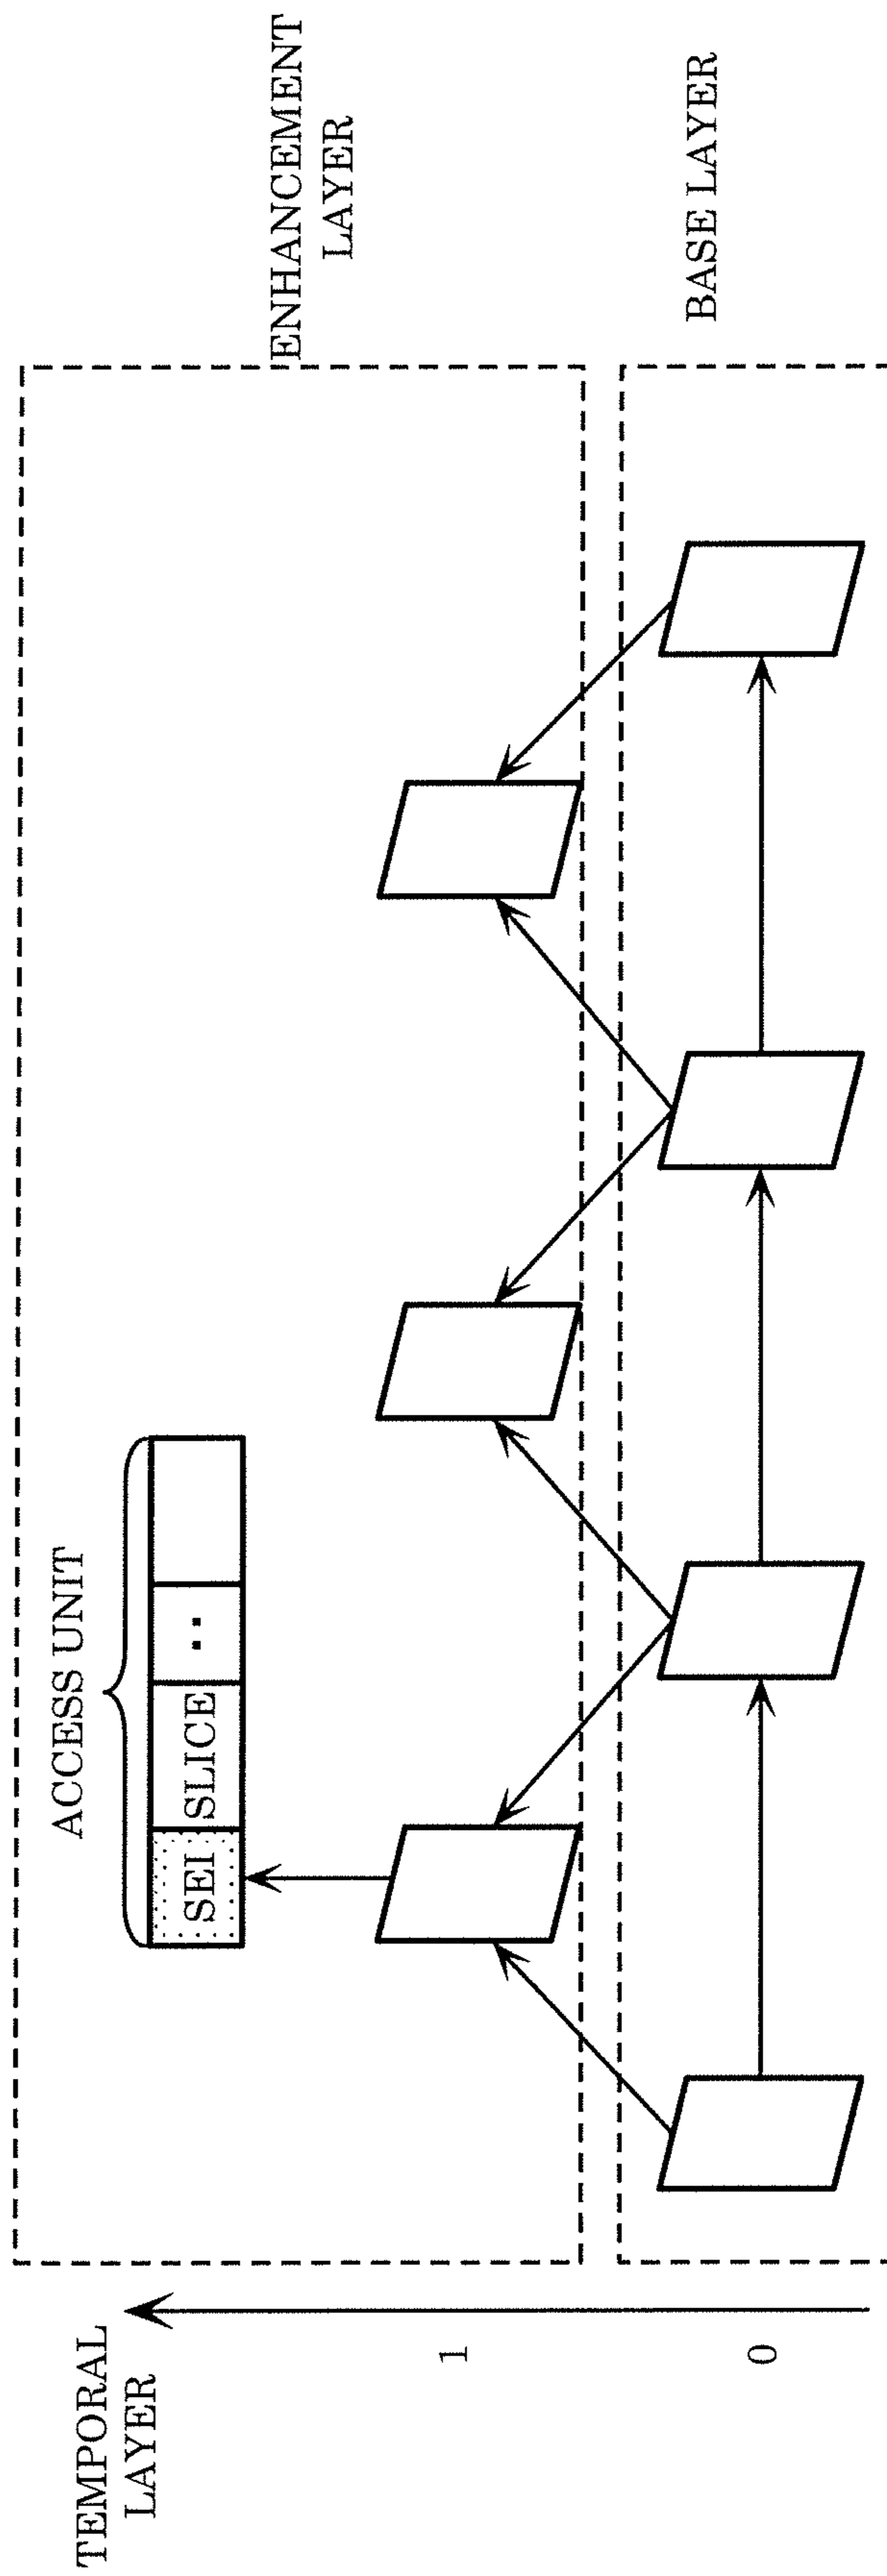 TEMPORAL
LAYER
1
0
ACCESS UNIT
SEI
SLICE
..
ENHANCEMENT
LAYER
BASE LAYER